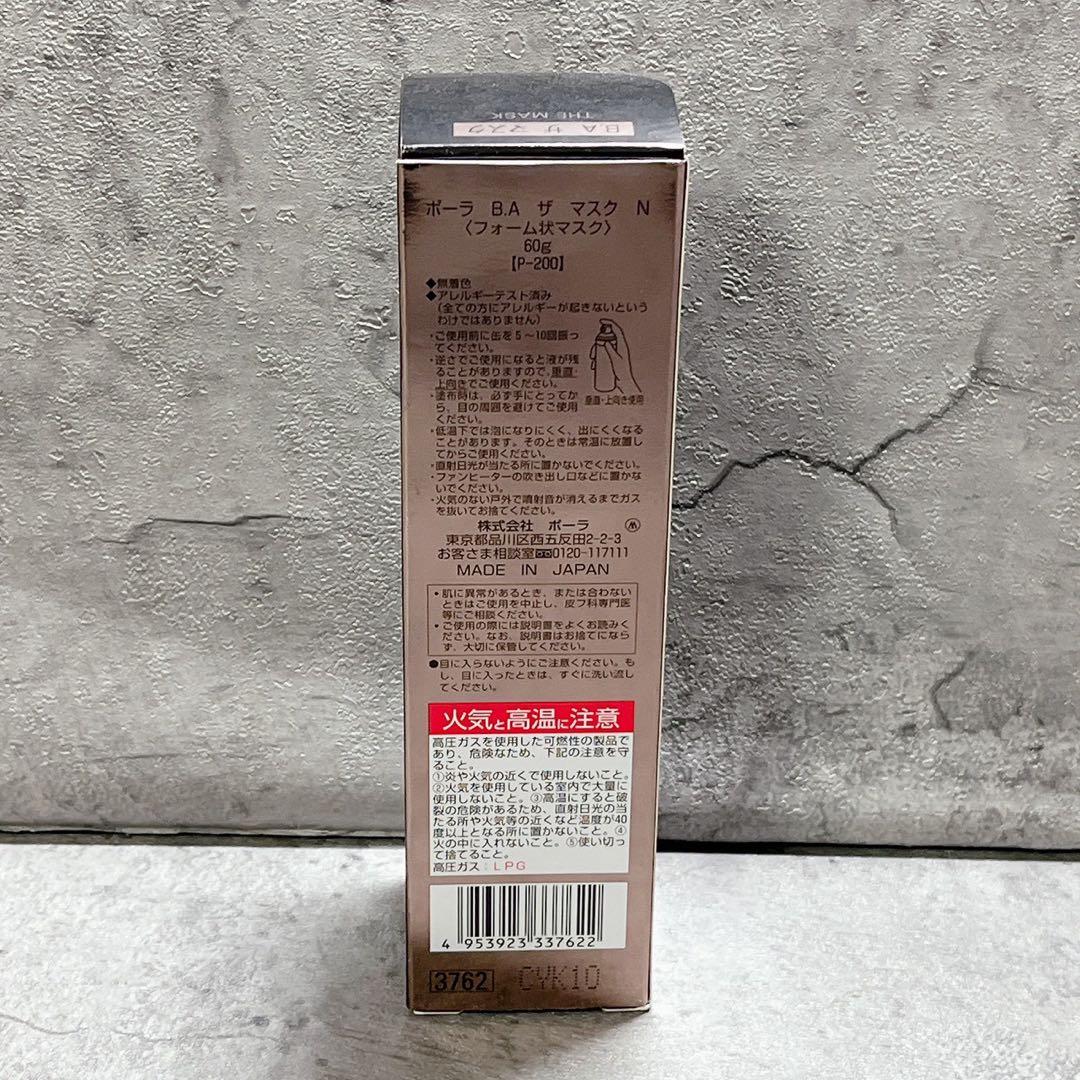 THE MASK
B.A ザ マスク
ポーラ B.A ザ マスク N
〈フォーム状マスク〉
60g
【P-200】
◆無着色
◆アレルギーテスト済み
(全ての方にアレルギーが起きないという
わけではありません)
・ご使用前に缶を5～10回振っ
てください。
・逆さでご使用になると液が残
ることがありますので、垂直・
上向きでご使用ください。
・塗布時は、必ず手にとってか
ら、目の周囲を避けてご使用
ください。
垂直・上向き使用
・低温下では泡になりにくく、出にくくなる
ことがあります。そのときは常温に放置し
てからご使用ください。
・直射日光が当たる所に置かないでください。
・ファンヒーターの吹き出し口などに置かな
いでください。
・火気のない戸外で噴射音が消えるまでガス
を抜いてお捨てください。
株式会社 ポーラ
東京都品川区西五反田2-2-3
お客さま相談室 0120-117111
MADE IN JAPAN
・肌に異常があるとき、または合わない
ときはご使用を中止し、皮フ科専門医
等にご相談ください。
・ご使用の際には説明書をよくお読みく
ださい。なお、説明書はお捨てになら
ず、大切に保管してください。
●目に入らないようにご注意ください。も
し、目に入ったときは、すぐに洗い流し
てください。
火気と高温に注意
高圧ガスを使用した可燃性の製品で
あり、危険なため、下記の注意を守
ること。
①炎や火気の近くで使用しないこと。
②火気を使用している室内で大量に
使用しないこと。③高温にすると破
裂の危険があるため、直射日光の当
たる所や火気等の近くなど温度が40
度以上となる所に置かないこと。④
火の中に入れないこと。⑤使い切っ
て捨てること。
高圧ガス：LPG
4 953923 337622
3762 CYK10